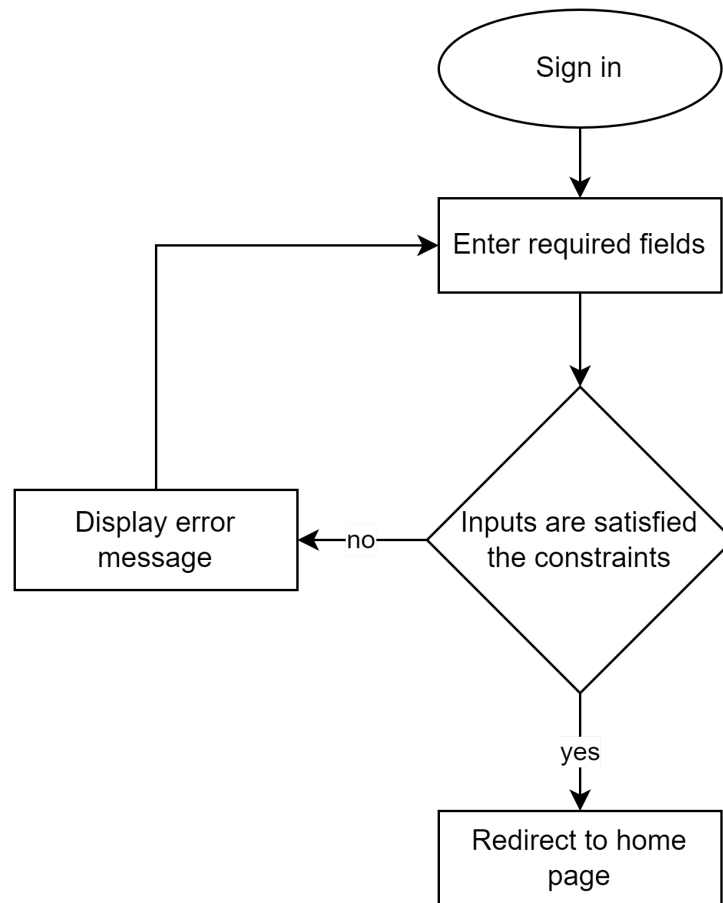 Sign in
Enter required fields
Inputs are satisfied
the constraints
no
Display error
message
yes
Redirect to home
page